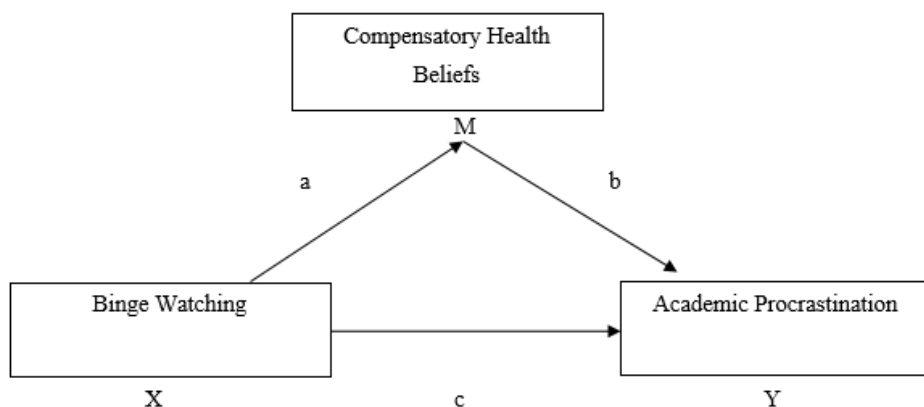 Compensatory Health
Beliefs
M
a
b
Binge Watching
Academic Procrastination
X
c
Y